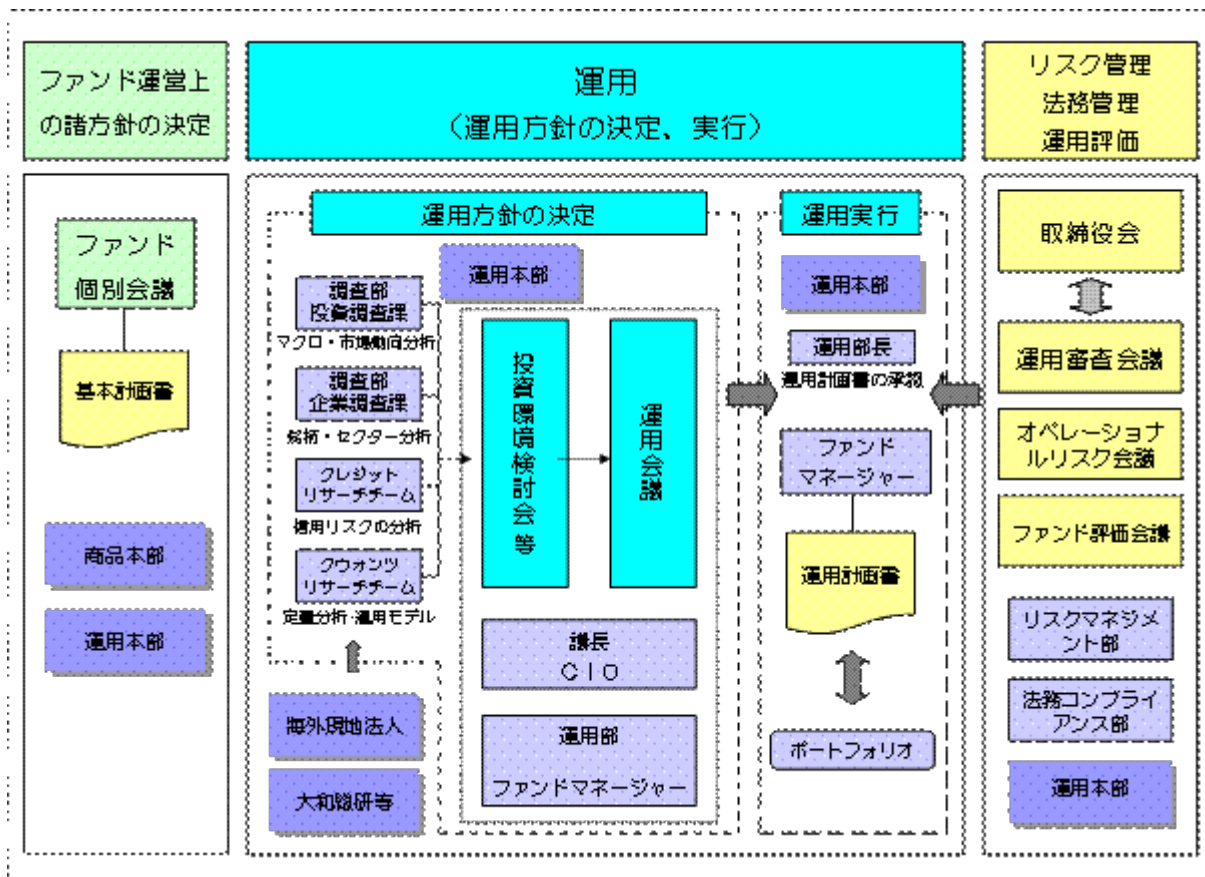 ファンド運営上
の諸方針の決定
運用
（運用方針の決定、実行）
リスク管理
法務管理
運用評価
ファンド
個別会議
基本計画書
商品本部
運用本部
運用方針の決定
運用本部
調査部
投資調査課
マクロ・市場動向分析
調査部
企業調査課
銘柄・セクター分析
クレジット
リサーチチーム
信用リスクの分析
クウォンツ
リサーチチーム
定量分析・運用モデル
海外現地法人
大和総研等
投資環境検討会等
運用会議
議長
ＣＩＯ
運用部
ファンドマネージャー
運用実行
運用本部
運用部長
運用計画書の承認
ファンド
マネージャー
運用計画書
ポートフォリオ
取締役会
運用審査会議
オペレーショナ
ルリスク会議
ファンド評価会議
リスクマネジメ
ント部
法務コンプライ
アンス部
運用本部